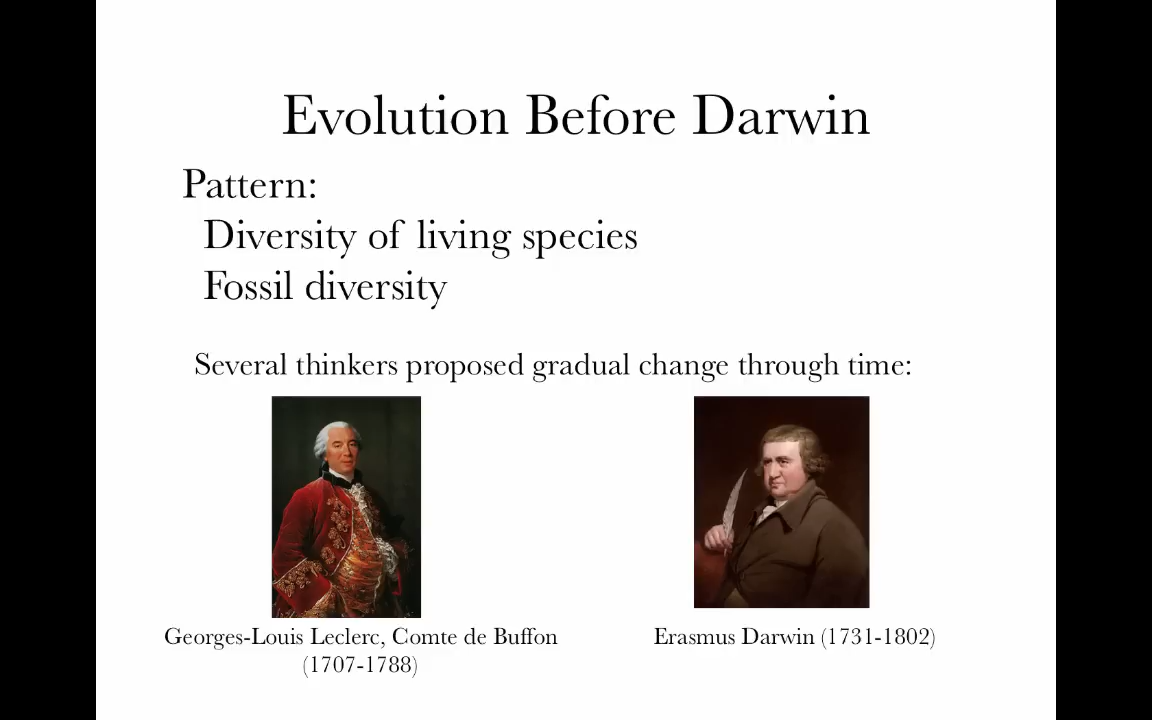 Evolution Before Darwin
Pattern:
Diversity of living species
Fossil diversity
Several thinkers proposed gradual change through time:
Georges-Louis Leclerc, Comte de Buffon
(1707-1788)
Erasmus Darwin (1731-1802)